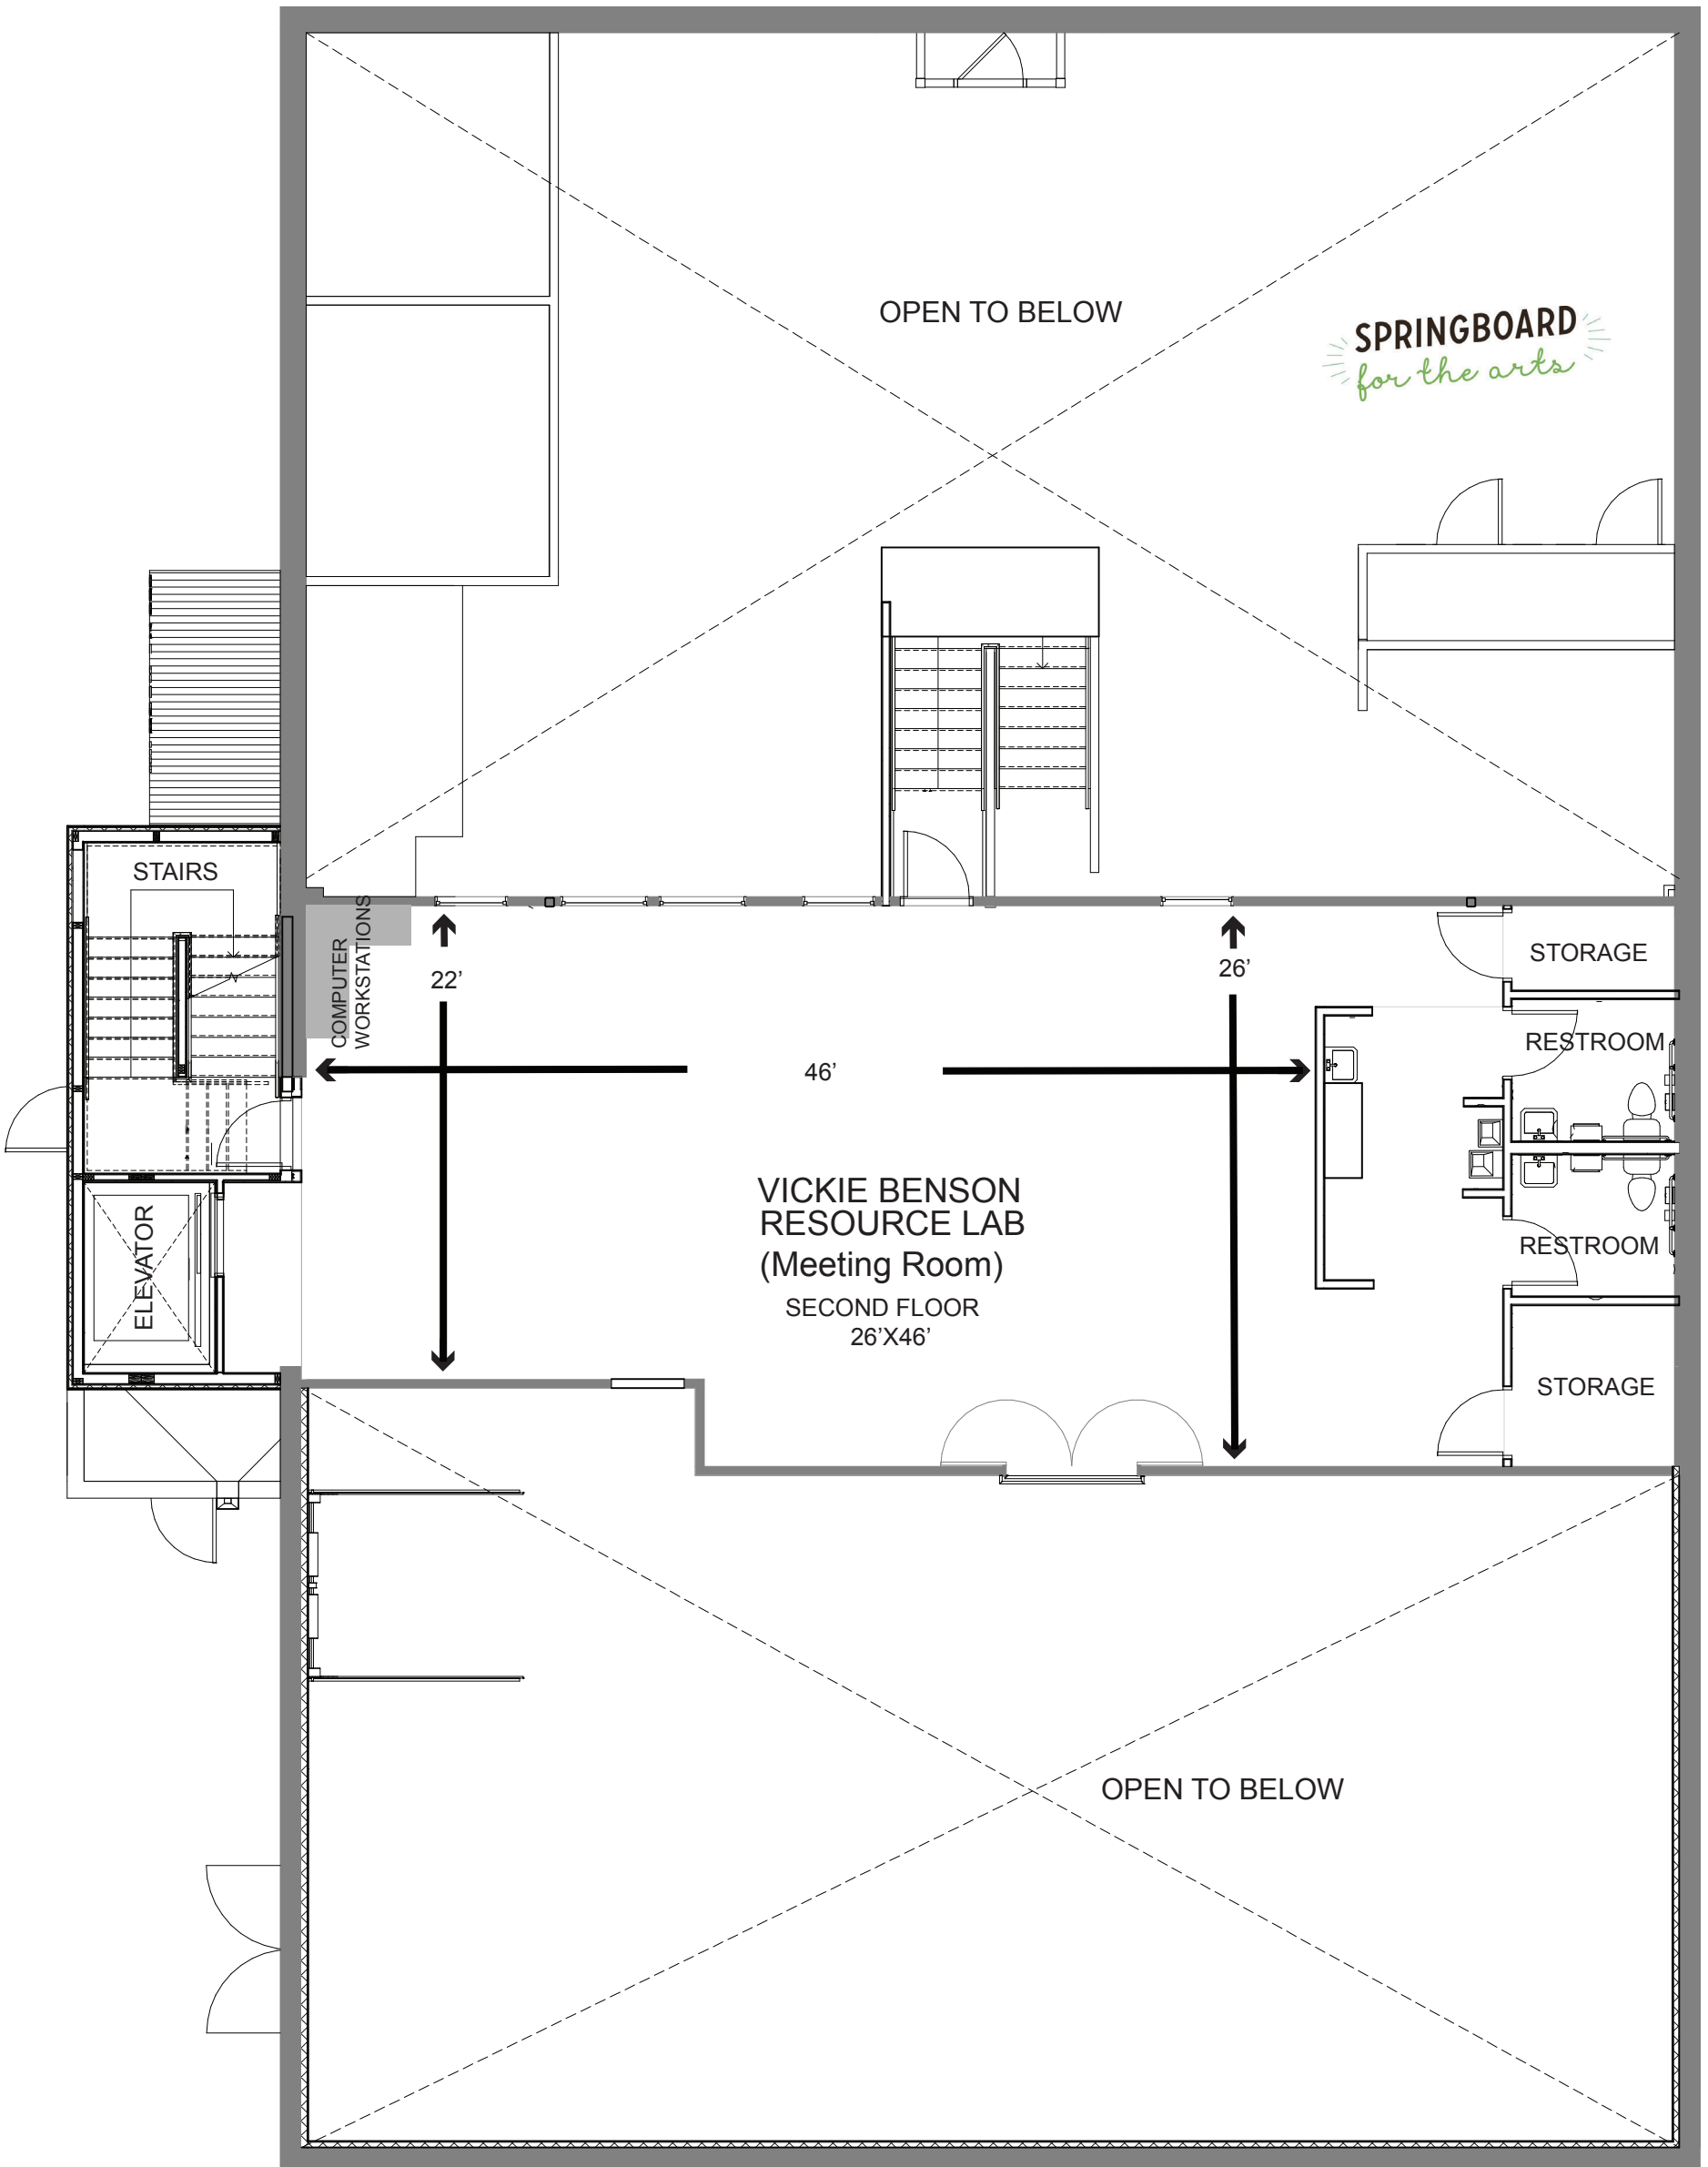 OPEN TO BELOW
SPRINGBOARD
for the arts
STAIRS
COMPUTER
WORKSTATIONS
22’
26’
STORAGE
RESTROOM
46’
VICKIE BENSON
RESOURCE LAB
(Meeting Room)
SECOND FLOOR
26’X46’
ELEVATOR
RESTROOM
STORAGE
OPEN TO BELOW